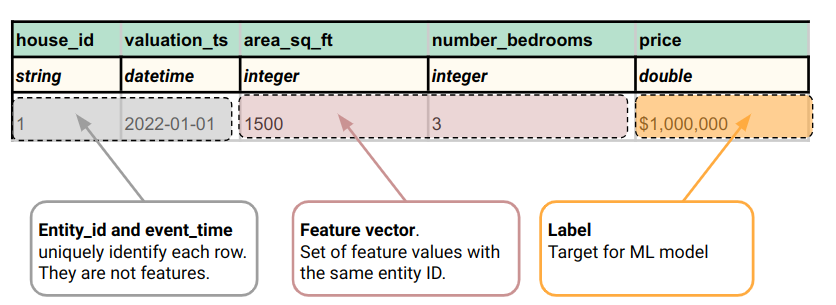 house_id valuation_ts area_sq_ft number_bedrooms price
string datetime integer integer double
1 2022-01-01 1500 3 $1,000,000
Entity_id and event_time
uniquely identify each row.
They are not features.
Feature vector.
Set of feature values with
the same entity ID.
Label
Target for ML model